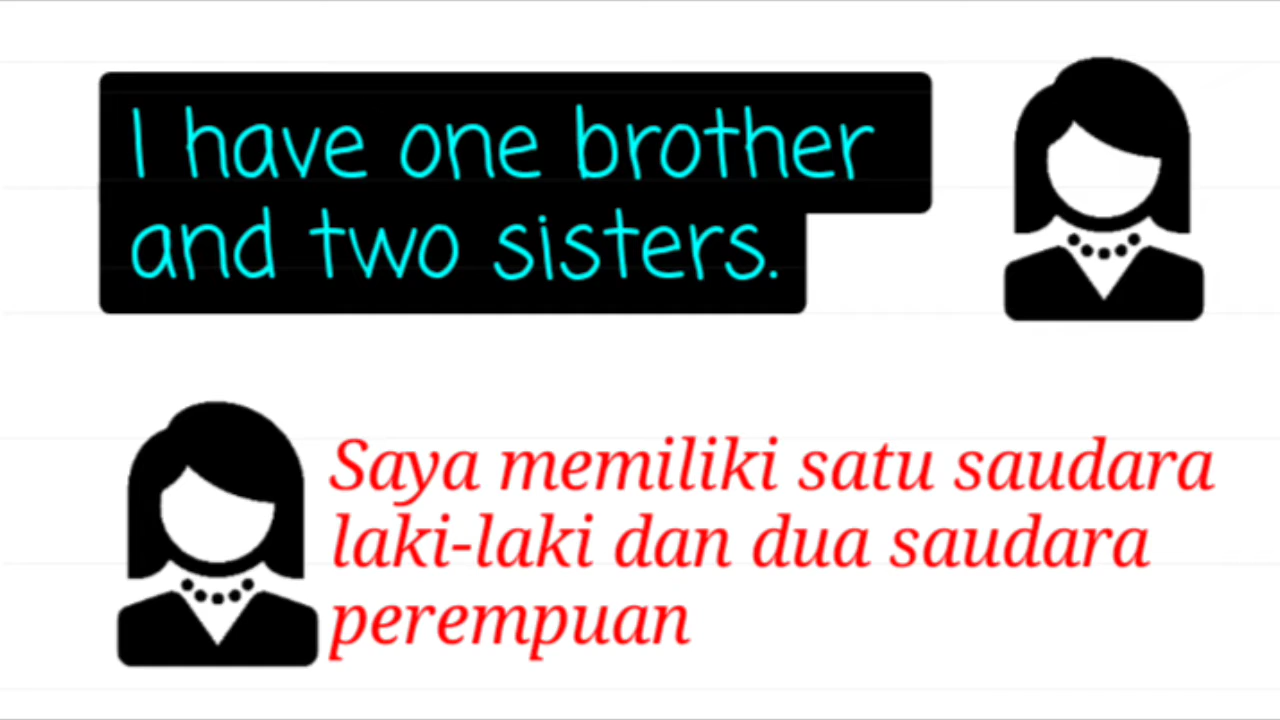 I have one brother
and two sisters.
Saya memiliki satu saudara
laki-laki dan dua saudara
perempuan